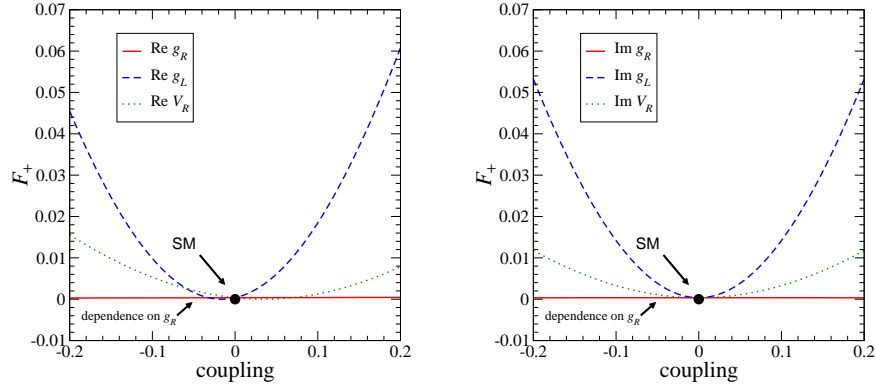 0.07
0.06
0.05
0.04
0.03
0.02
0.01
0
-0.01
F+
Re gR
Re gL
Re VR
SM
dependence on gR
-0.2
-0.1
0
0.1
0.2
coupling
0.07
0.06
0.05
0.04
0.03
0.02
0.01
0
-0.01
F+
Im gR
Im gL
Im VR
SM
dependence on gR
-0.2
-0.1
0
0.1
0.2
coupling